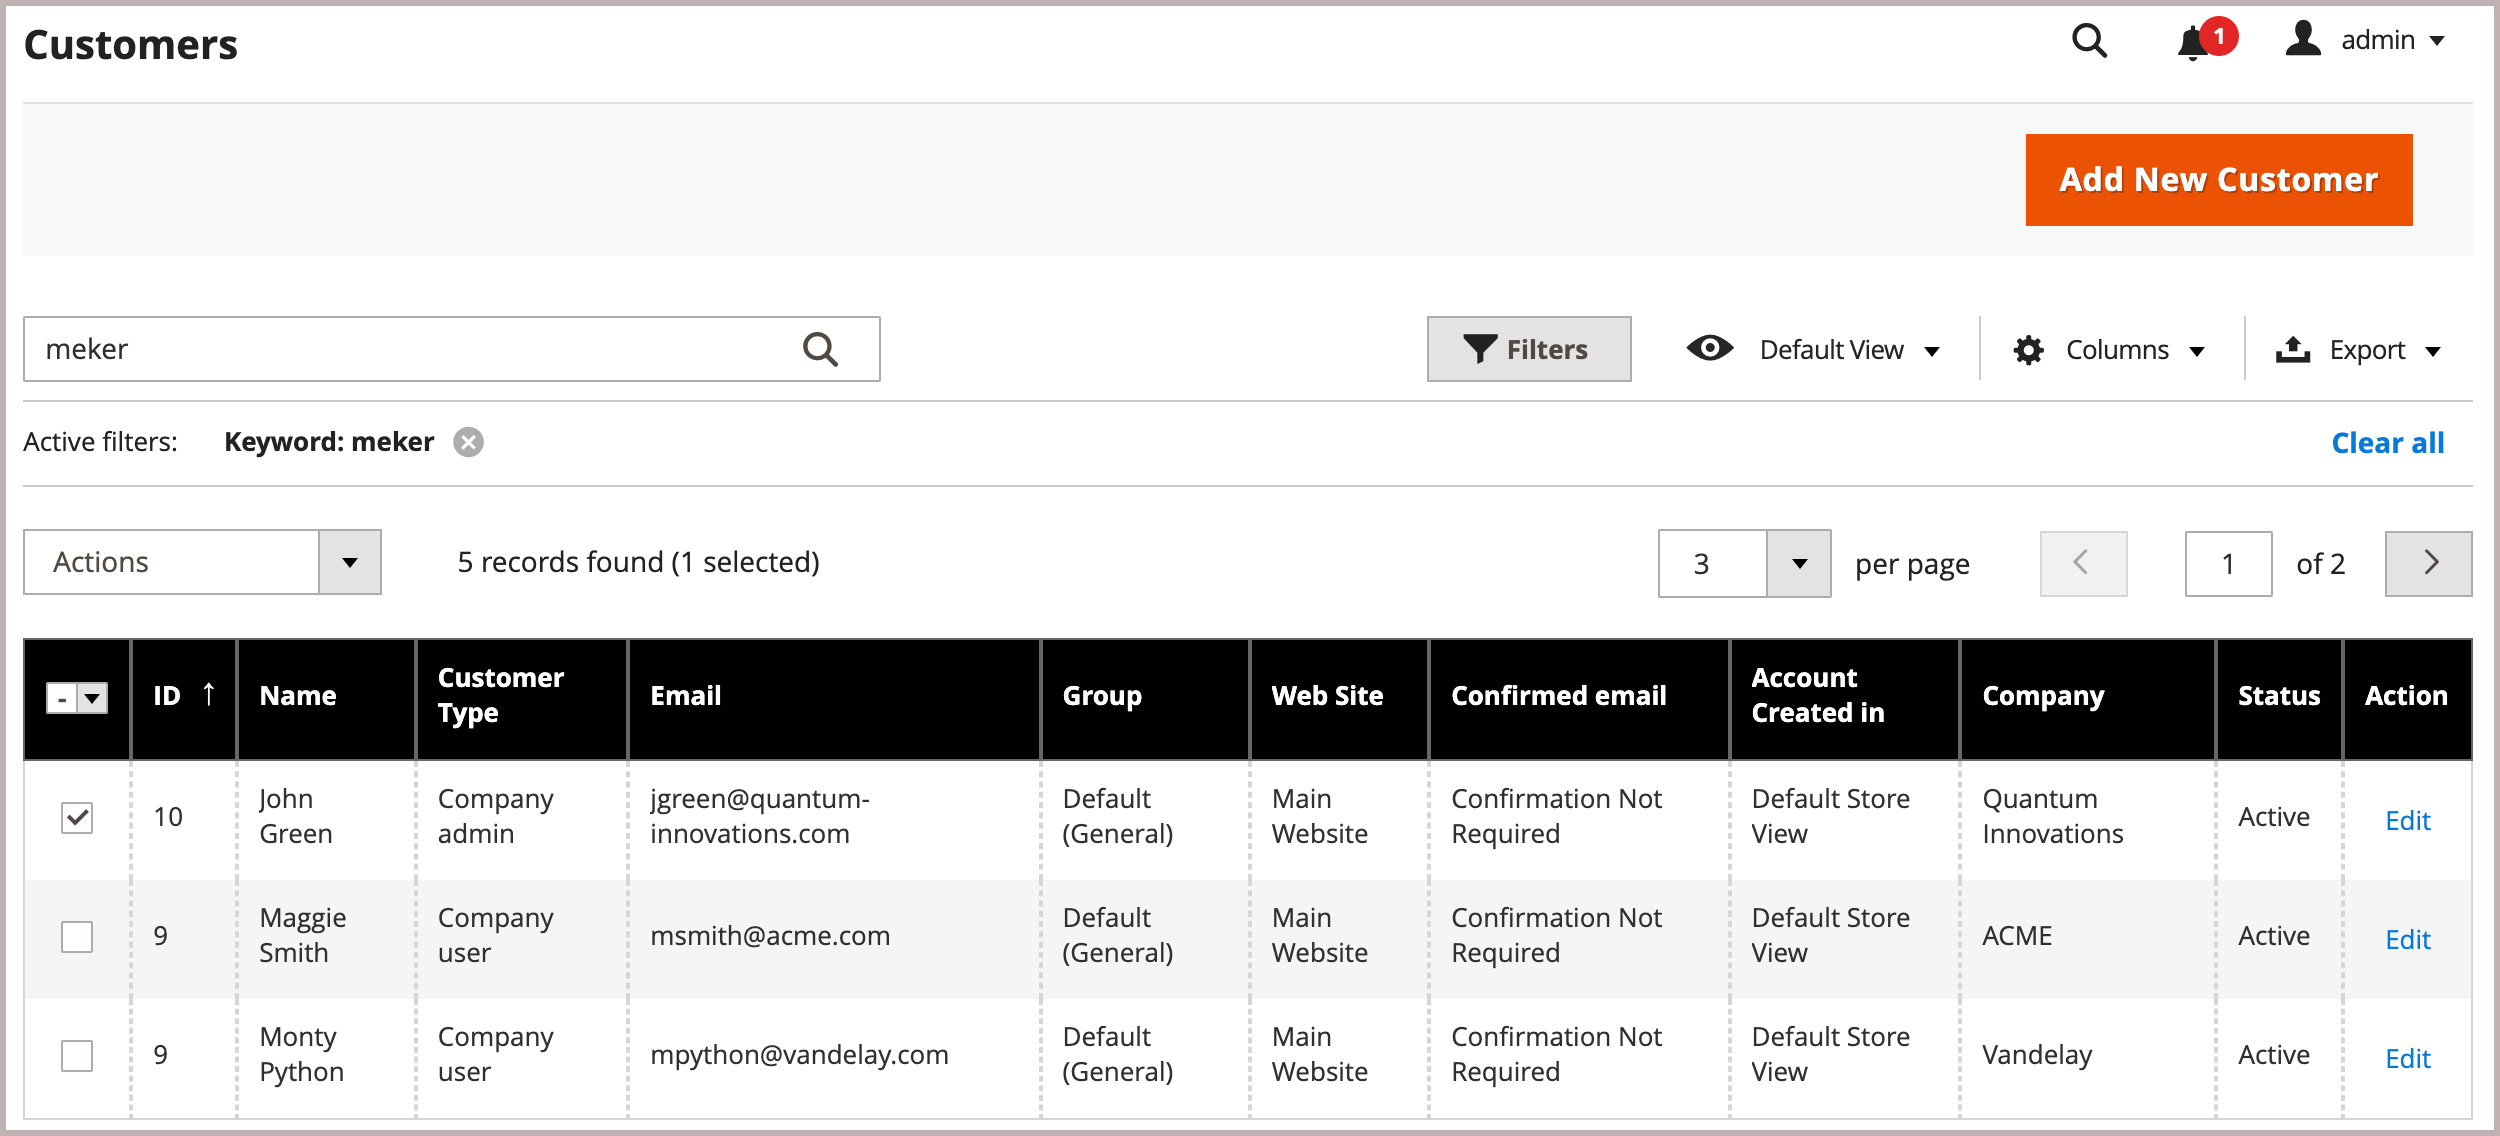 Customers
1
admin
Add New Customer
meker
Filters
Default View
Columns
Export
Active filters: Keyword: meker
Clear all
Actions
5 records found (1 selected)
3
per page
1
of 2
- ID ↑ Name Customer Type Email Group Web Site Confirmed email Account Created in Company Status Action
10 John Green Company admin jgreen@quantum-innovations.com Default (General) Main Website Confirmation Not Required Default Store View Quantum Innovations Active Edit
9 Maggie Smith Company user msmith@acme.com Default (General) Main Website Confirmation Not Required Default Store View ACME Active Edit
9 Monty Python Company user mpython@vandelay.com Default (General) Main Website Confirmation Not Required Default Store View Vandelay Active Edit